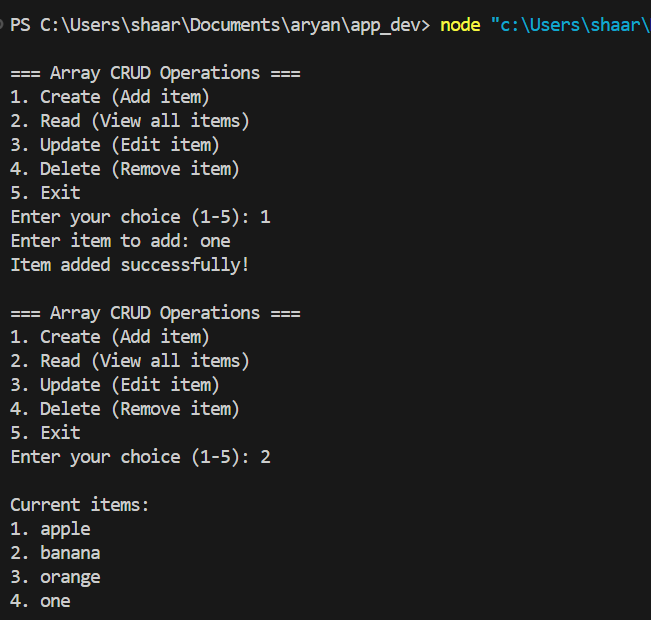 PS C:\Users\shaar\Documents\aryan\app_dev> node "c:\Users\shaar\
=== Array CRUD Operations ===
1. Create (Add item)
2. Read (View all items)
3. Update (Edit item)
4. Delete (Remove item)
5. Exit
Enter your choice (1-5): 1
Enter item to add: one
Item added successfully!
=== Array CRUD Operations ===
1. Create (Add item)
2. Read (View all items)
3. Update (Edit item)
4. Delete (Remove item)
5. Exit
Enter your choice (1-5): 2
Current items:
1. apple
2. banana
3. orange
4. one